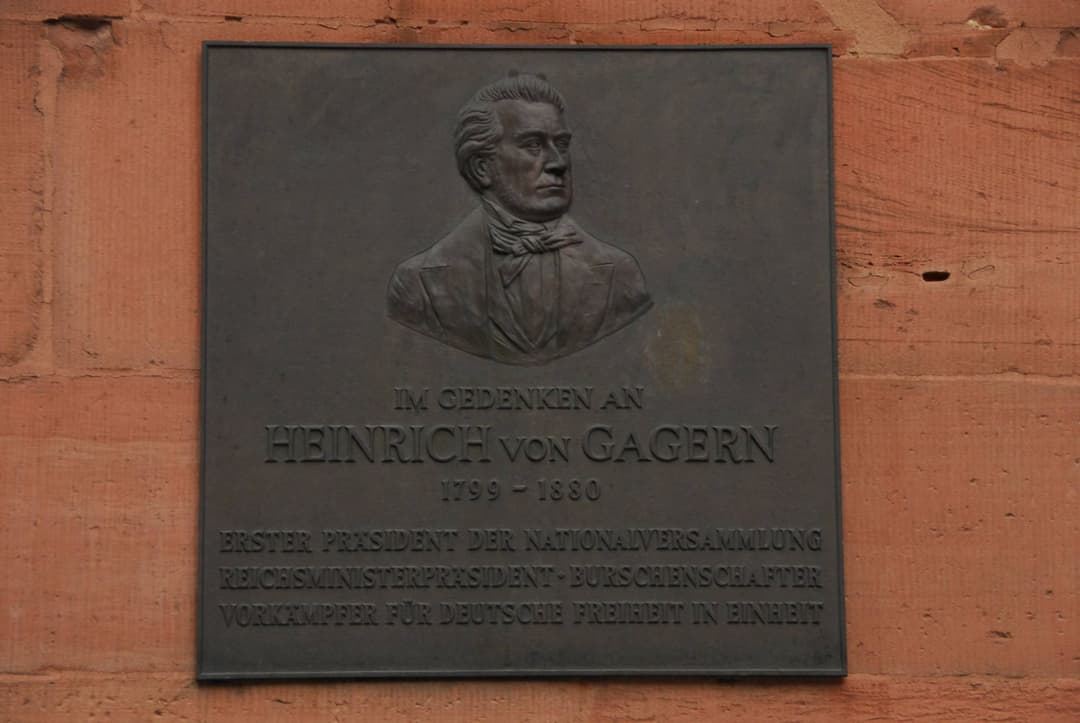 IM GEDENKEN AN
HEINRICH VON GAGERN
1799 - 1880
ERSTER PRÄSIDENT DER NATIONALVERSAMMLUNG
REICHSMINISTERPRÄSIDENT · BURSCHENSCHAFTER
VORKÄMPFER FÜR DEUTSCHE FREIHEIT IN EINHEIT